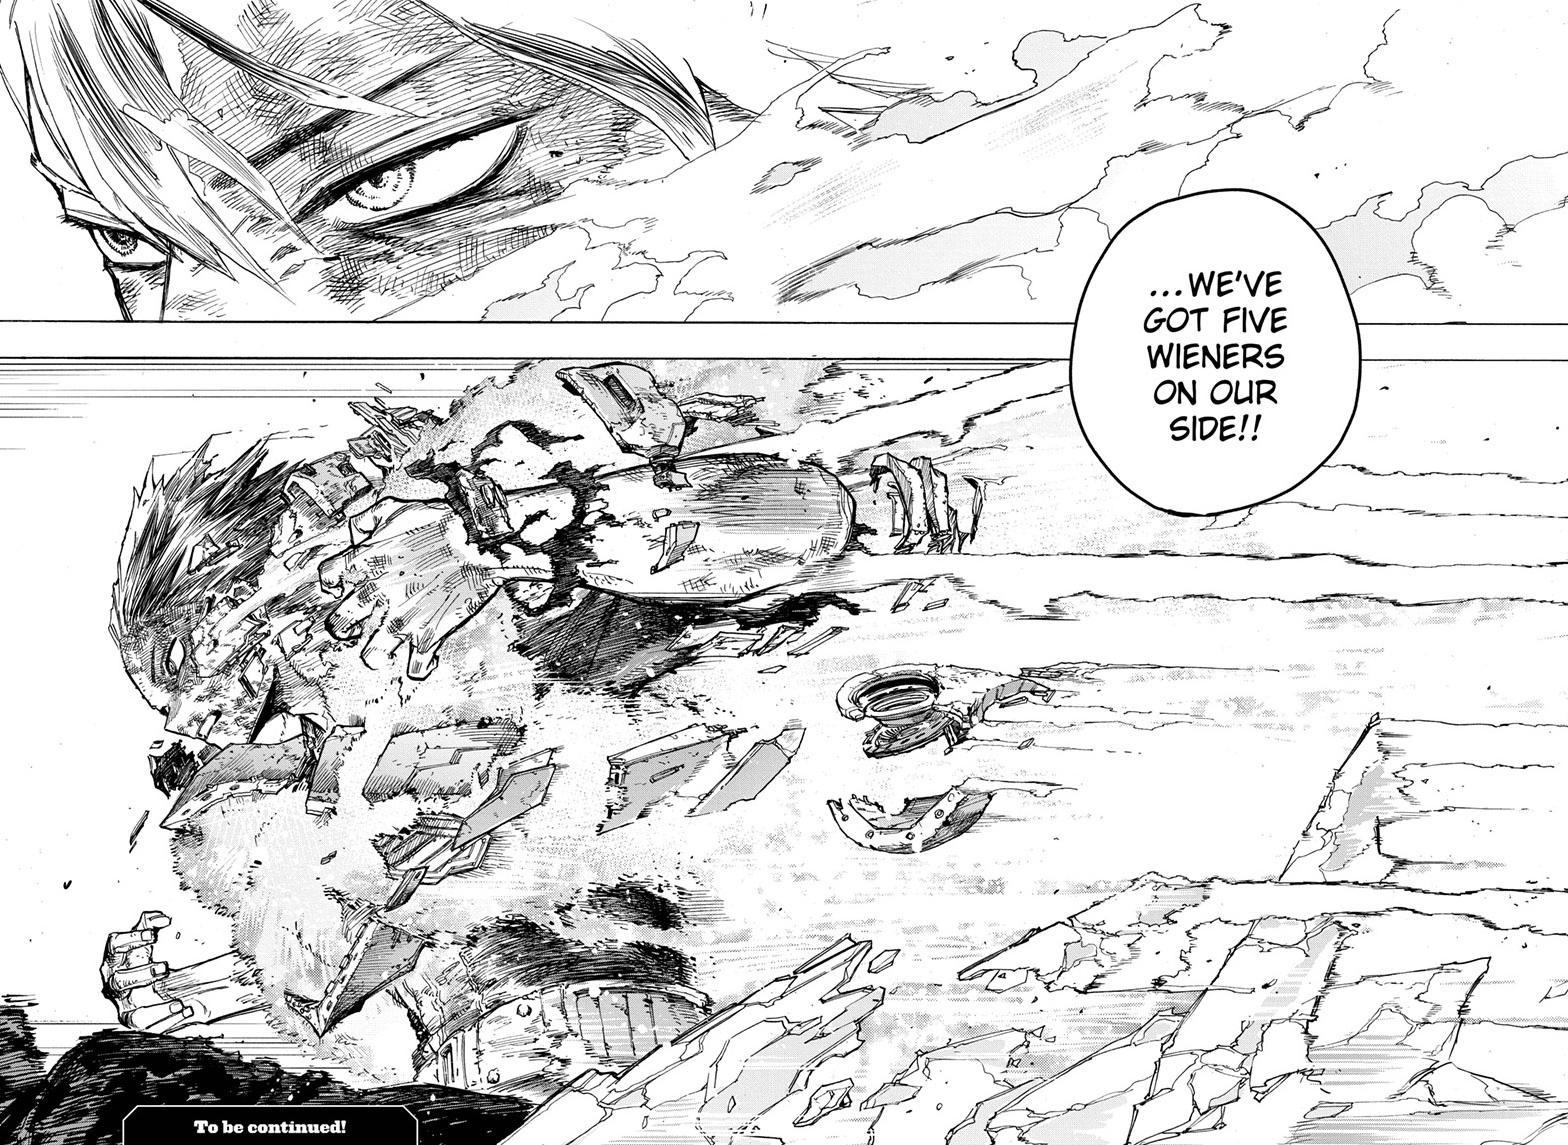 ...WE'VE
GOT FIVE
WIENERS
ON OUR
SIDE!!
To be continued!